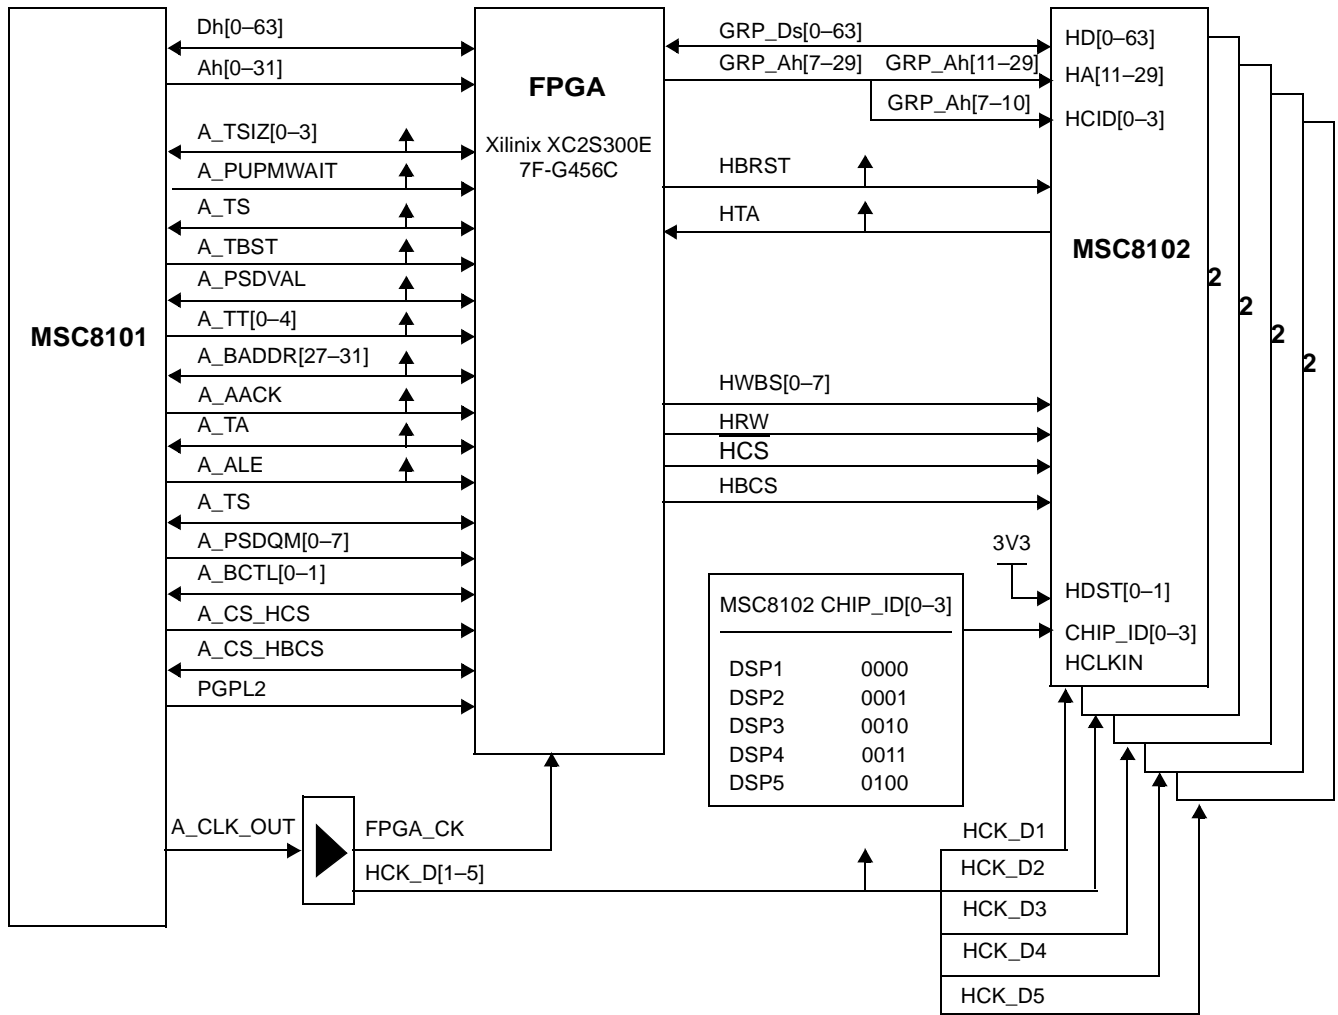 Dh[0–63]
Ah[0–31]
A_TSIZ[0–3]
A_PUPMWAIT
A_TS
A_TBST
A_PSDVAL
A_TT[0–4]
A_BADDR[27–31]
A_AACK
A_TA
A_ALE
A_TS
A_PSDQM[0–7]
A_BCTL[0–1]
A_CS_HCS
A_CS_HBCS
PGPL2
MSC8101
A_CLK_OUT
FPGA_CK
HCK_D[1–5]
FPGA
Xilinix XC2S300E
7F-G456C
GRP_Ds[0–63]
GRP_Ah[7–29]
GRP_Ah[11–29]
GRP_Ah[7–10]
HBRST
HTA
HWBS[0–7]
HRW
HCS
HBCS
3V3
MSC8102 CHIP_ID[0–3]
DSP1 0000
DSP2 0001
DSP3 0010
DSP4 0011
DSP5 0100
HD[0–63]
HA[11–29]
HCID[0–3]
MSC8102
2
2
2
2
HDST[0–1]
CHIP_ID[0–3]
HCLKIN
HCK_D1
HCK_D2
HCK_D3
HCK_D4
HCK_D5